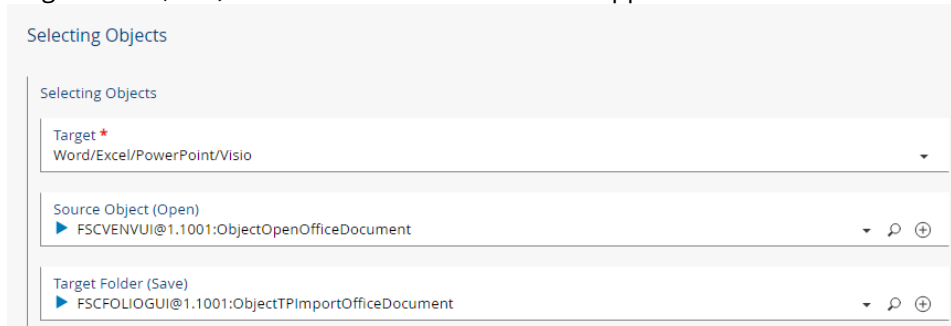 Selecting Objects
Selecting Objects
Target *
Word/Excel/PowerPoint/Visio
Source Object (Open)
FSCVENVUI@1.1001:ObjectOpenOfficeDocument
Target Folder (Save)
FSCFOLIOGUI@1.1001:ObjectTPImportOfficeDocument